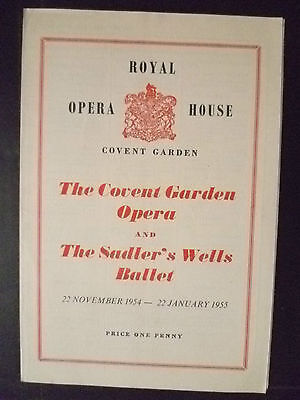 ROYAL
OPERA HOUSE
COVENT GARDEN
The Covent Garden
Opera
AND
The Sadler's Wells
Ballet
22 NOVEMBER 1954 — 22 JANUARY 1955
PRICE ONE PENNY